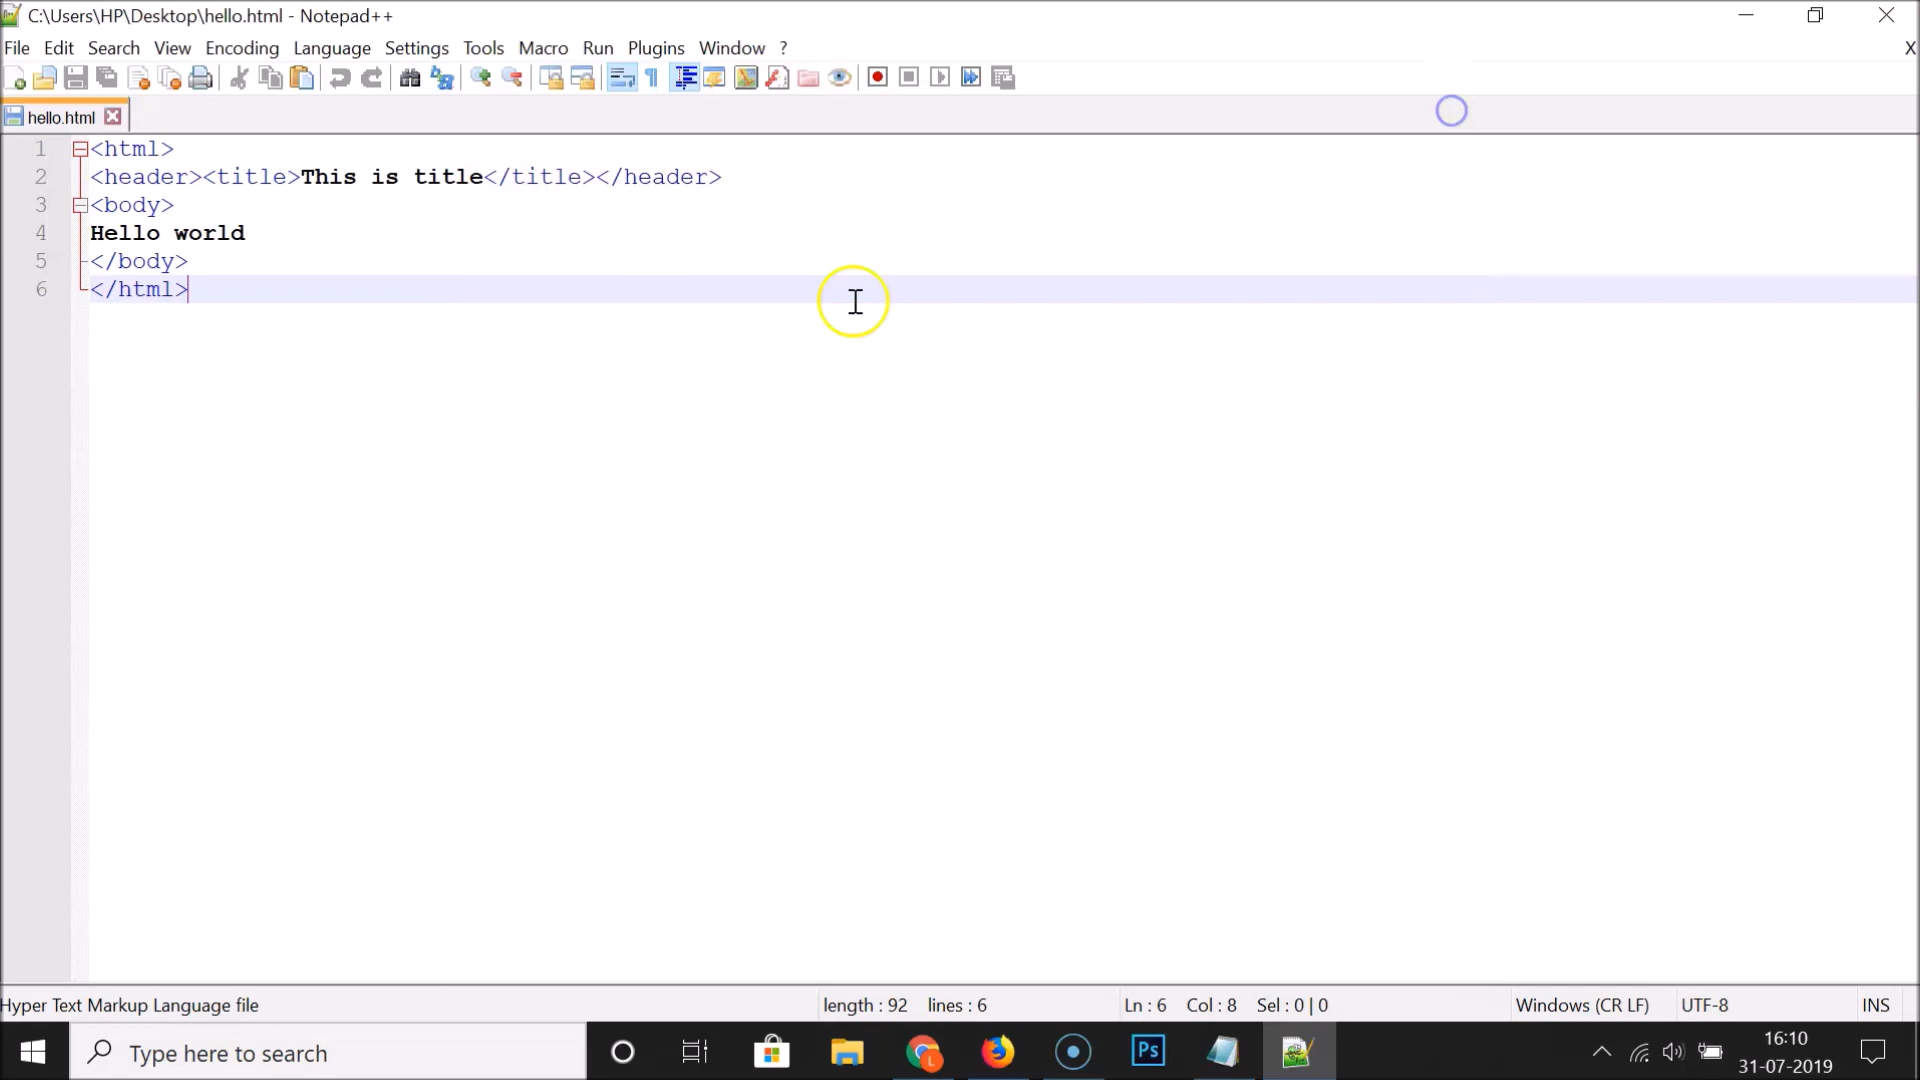 C:\Users\HP\Desktop\hello.html - Notepad++
File Edit Search View Encoding Language Settings Tools Macro Run Plugins Window ? X
hello.html
1 <html>
2 <header><title>This is title</title></header>
3 <body>
4 Hello world
5 </body>
6 </html>
Hyper Text Markup Language file length : 92 lines : 6 Ln : 6 Col : 8 Sel : 0 | 0 Windows (CR LF) UTF-8 INS
Type here to search L Ps 16:10
31-07-2019